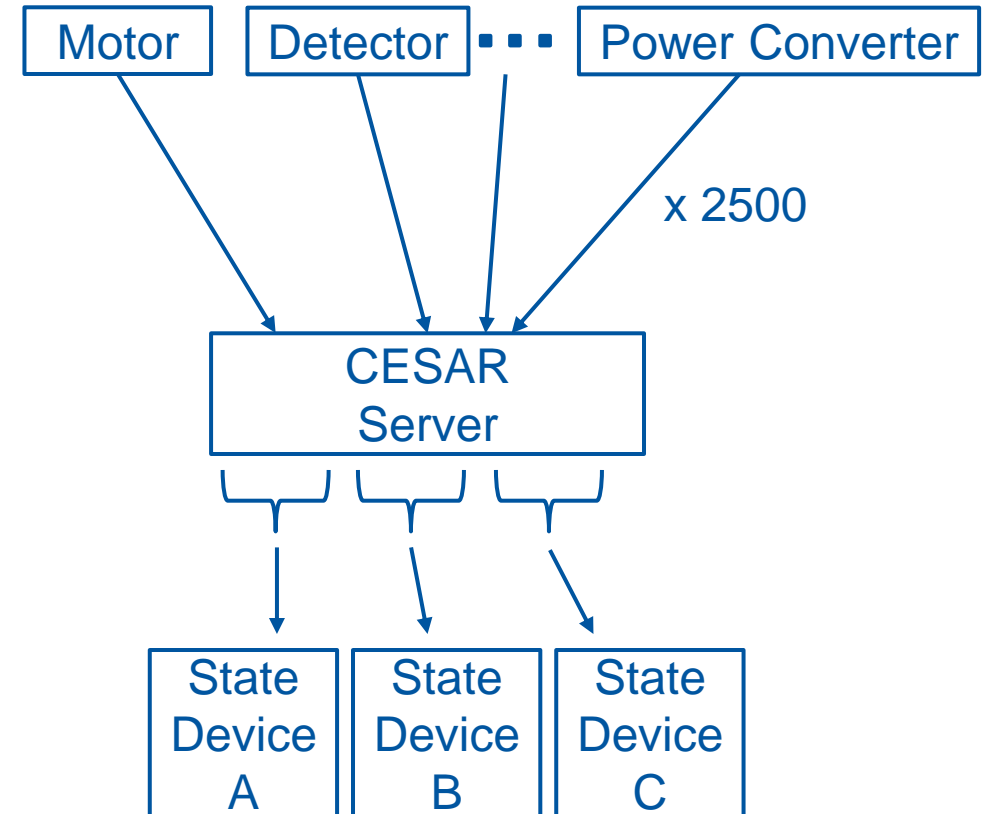 Motor
Detector
Power Converter
x 2500
CESAR
Server
State
Device
A
State
Device
B
State
Device
C